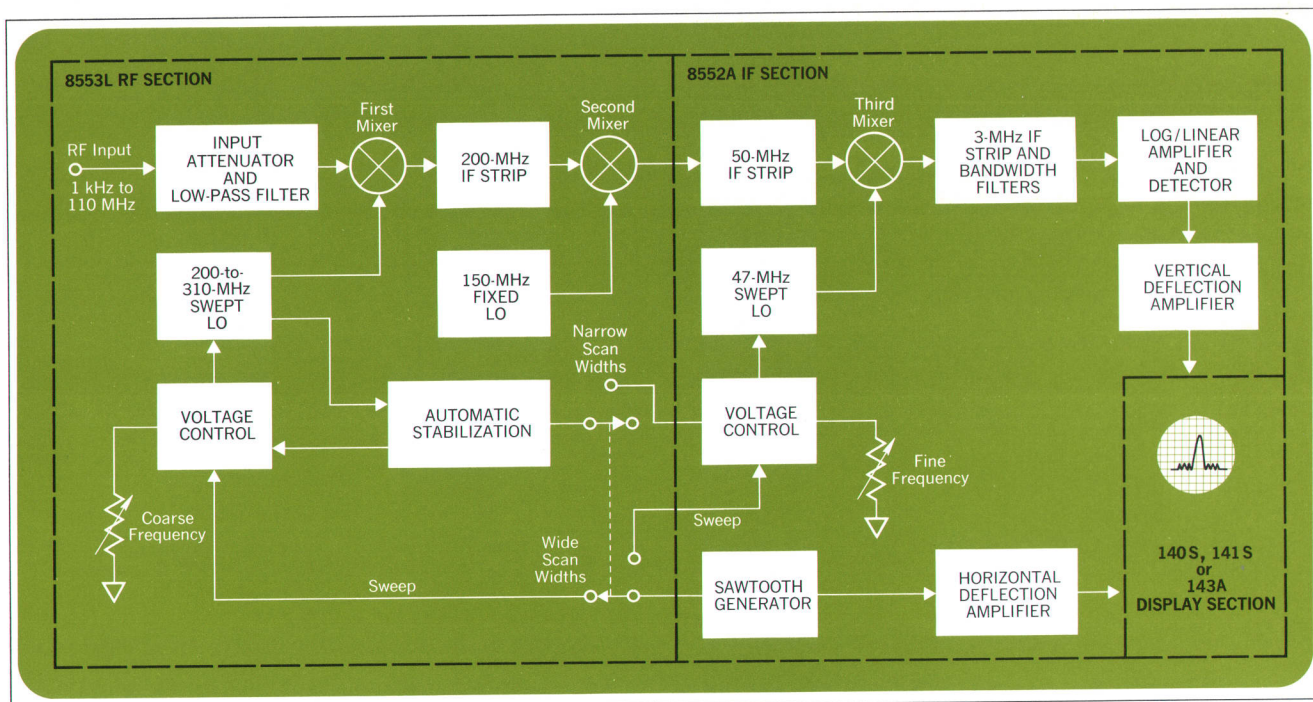 8553L RF SECTION
8552A IF SECTION
First
Mixer
Second
Mixer
Third
Mixer
RF Input
1 kHz to
110 MHz
INPUT
ATTENUATOR
AND
LOW-PASS FILTER
200-MHz
IF STRIP
50-MHz
IF STRIP
3-MHz IF
STRIP AND
BANDWIDTH
FILTERS
LOG/LINEAR
AMPLIFIER
AND
DETECTOR
200-to-
310-MHz
SWEPT
LO
150-MHz
FIXED
LO
47-MHz
SWEPT
LO
VERTICAL
DEFLECTION
AMPLIFIER
Narrow
Scan
Widths
VOLTAGE
CONTROL
AUTOMATIC
STABILIZATION
VOLTAGE
CONTROL
Fine
Frequency
Coarse
Frequency
Sweep
Wide
Scan
Widths
Sweep
SAWTOOTH
GENERATOR
HORIZONTAL
DEFLECTION
AMPLIFIER
140S, 141S
or
143A
DISPLAY SECTION